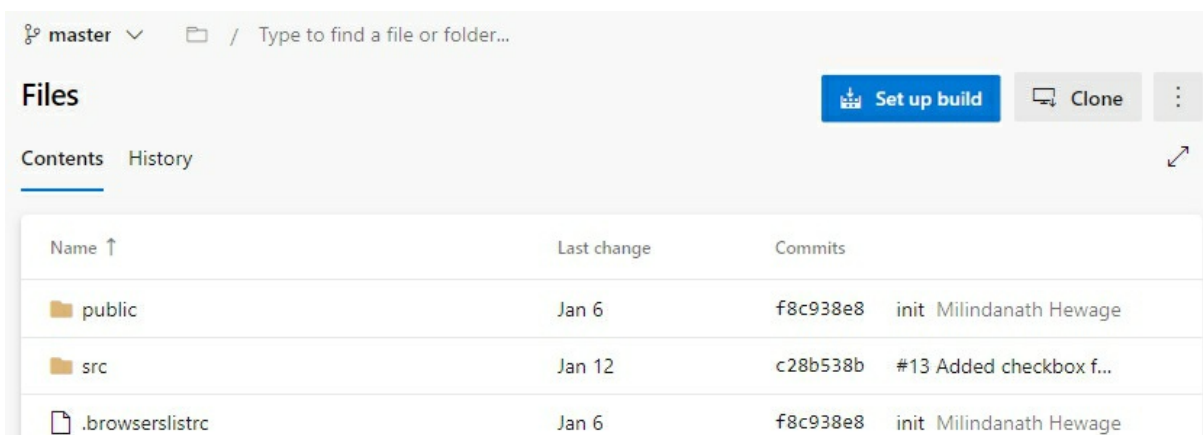 master / Type to find a file or folder...
Files Set up build Clone
Contents History
Name ↑ Last change Commits
public Jan 6 f8c938e8 init Milindanath Hewage
src Jan 12 c28b538b #13 Added checkbox f...
.browserslistrc Jan 6 f8c938e8 init Milindanath Hewage